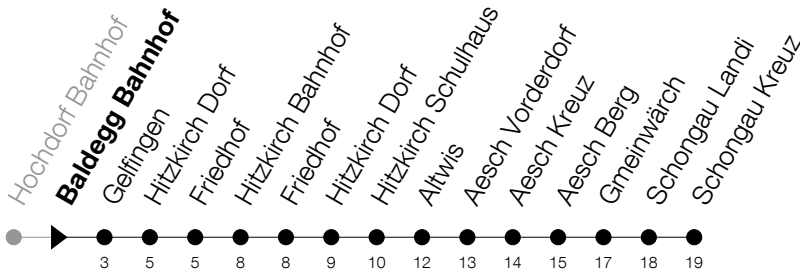 Hochdorf Bahnhof
Baldegg Bahnhof
Gelfingen
Hitzkirch Dorf
Friedhof
Hitzkirch Bahnhof
Friedhof
Hitzkirch Dorf
Hitzkirch Schulhaus
Altwis
Aesch Vorderdorf
Aesch Kreuz
Aesch Berg
Gmeinwärch
Schongau Landi
Schongau Kreuz
3 5 5 8 8 9 10 12 13 14 15 17 18 19